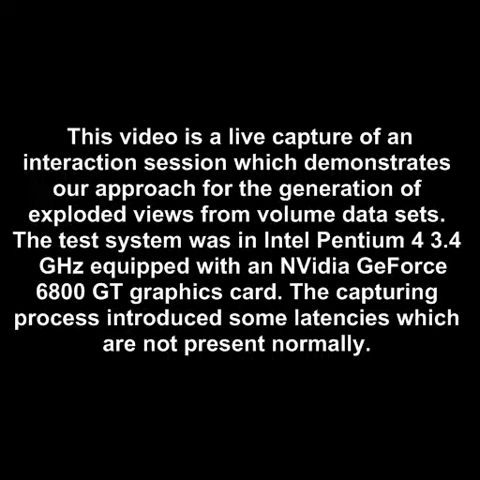 This video is a live capture of an
interaction session which demonstrates
our approach for the generation of
exploded views from volume data sets.
The test system was in Intel Pentium 4 3.4
GHz equipped with an NVidia GeForce
6800 GT graphics card. The capturing
process introduced some latencies which
are not present normally.